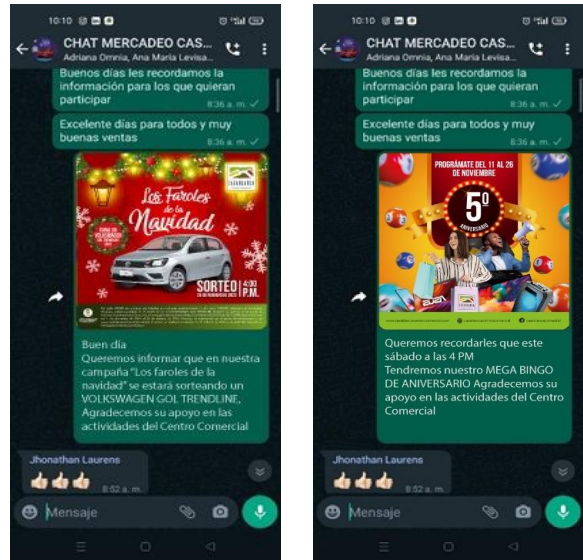 10:10
CHAT MERCADEO CAS...
Adriana Omnia, Ana Maria Levisa...
Buenos días les recordamos la
información para los que quieran
participar
8:36 a. m.
Excelente días para todos y muy
buenas ventas
8:36 a. m.
Los Faroles
de la
Navidad
SORTEO 4:00
P.M.
Buen día
Queremos informar que en nuestra
campaña “Los faroles de la
navidad” se estará sorteando un
VOLKSWAGEN GOL TRENDLINE,
Agradecemos su apoyo en las
actividades del Centro Comercial
Jhonathan Laurens
8:52 a. m.
Mensaje
10:10
CHAT MERCADEO CAS...
Adriana Omnia, Ana Maria Levisa...
Buenos días les recordamos la
información para los que quieran
participar
8:36 a. m.
Excelente días para todos y muy
buenas ventas
8:36 a. m.
PROGRÁMATE DEL 11 AL 26
DE NOVIEMBRE
5º
ANIVERSARIO
Queremos recordarles que este
sábado a las 4 PM
Tendremos nuestro MEGA BINGO
DE ANIVERSARIO Agradecemos su
apoyo en las actividades del Centro
Comercial
Jhonathan Laurens
8:52 a. m.
Mensaje